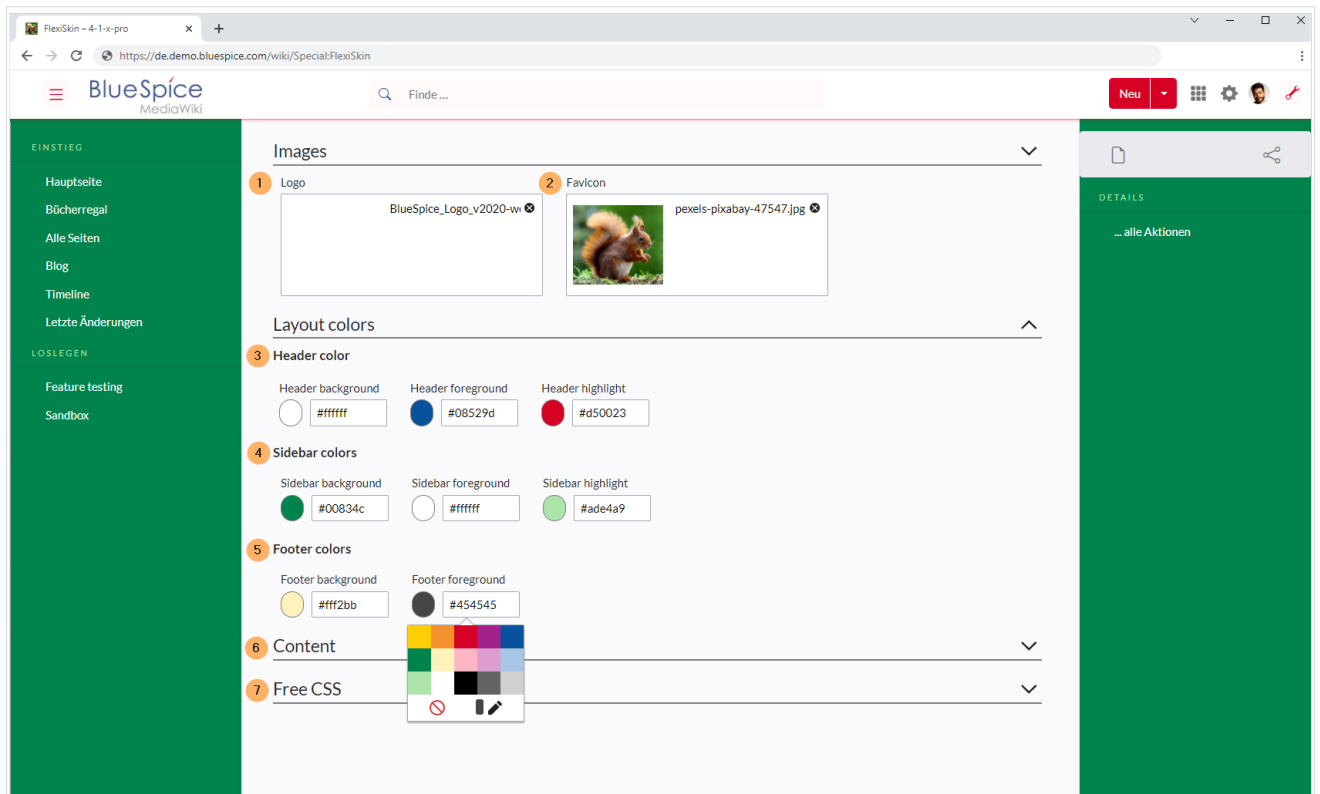 FlexiSkin – 4-1-x-pro
https://de.demo.bluespice.com/wiki/Special:FlexiSkin
BlueSpice
MediaWiki
Finde ...
Neu
EINSTIEG
Hauptseite
Bücherregal
Alle Seiten
Blog
Timeline
Letzte Änderungen
LOSLEGEN
Feature testing
Sandbox
Images
1 Logo 2 Favicon
BlueSpice_Logo_v2020-w pexels-pixabay-47547.jpg
Layout colors
3 Header color
Header background Header foreground Header highlight
#ffffff #08529d #d50023
4 Sidebar colors
Sidebar background Sidebar foreground Sidebar highlight
#00834c #ffffff #ade4a9
5 Footer colors
Footer background Footer foreground
#fff2bb #454545
6 Content
7 Free CSS
DETAILS
... alle Aktionen